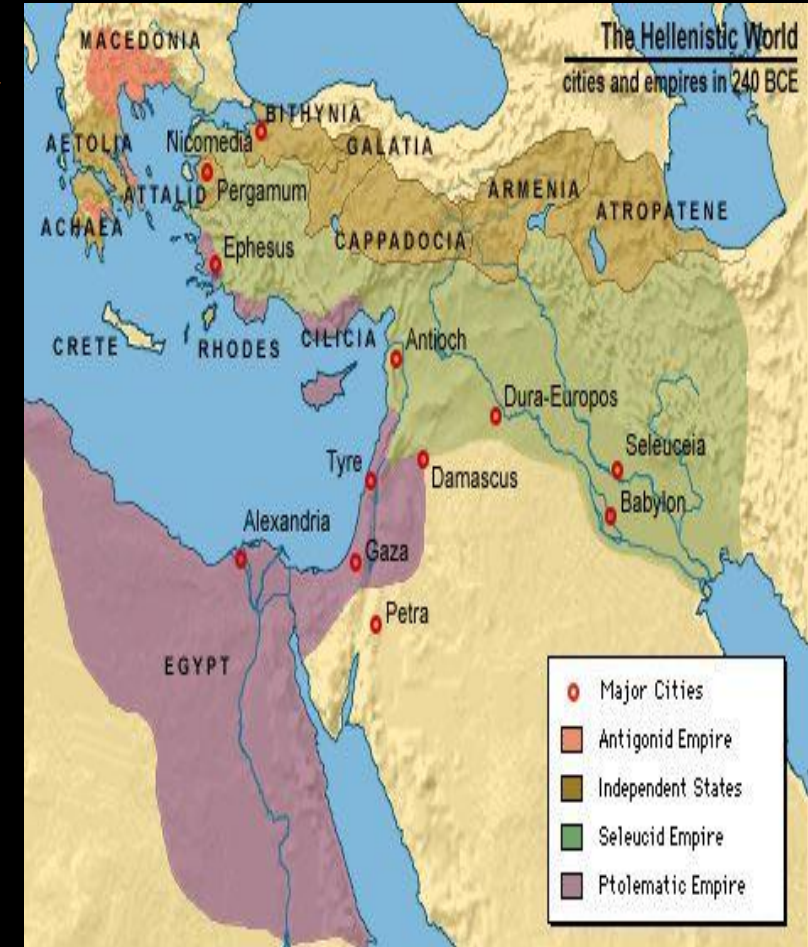 The Hellenistic World
cities and empires in 240 BCE
MACEDONIA
BITHYNIA
AETOLIA
Nicomedia
GALATIA
ATTALID
Pergamum
ARMENIA
ATROPATENE
ACHAEA
Ephesus
CAPPADOCIA
CRETE
RHODES
CILICIA
Antioch
Dura-Europos
Seleuceia
Tyre
Damascus
Babylon
Alexandria
Gaza
Petra
EGYPT
Major Cities
Antigonid Empire
Independent States
Seleucid Empire
Ptolematic Empire